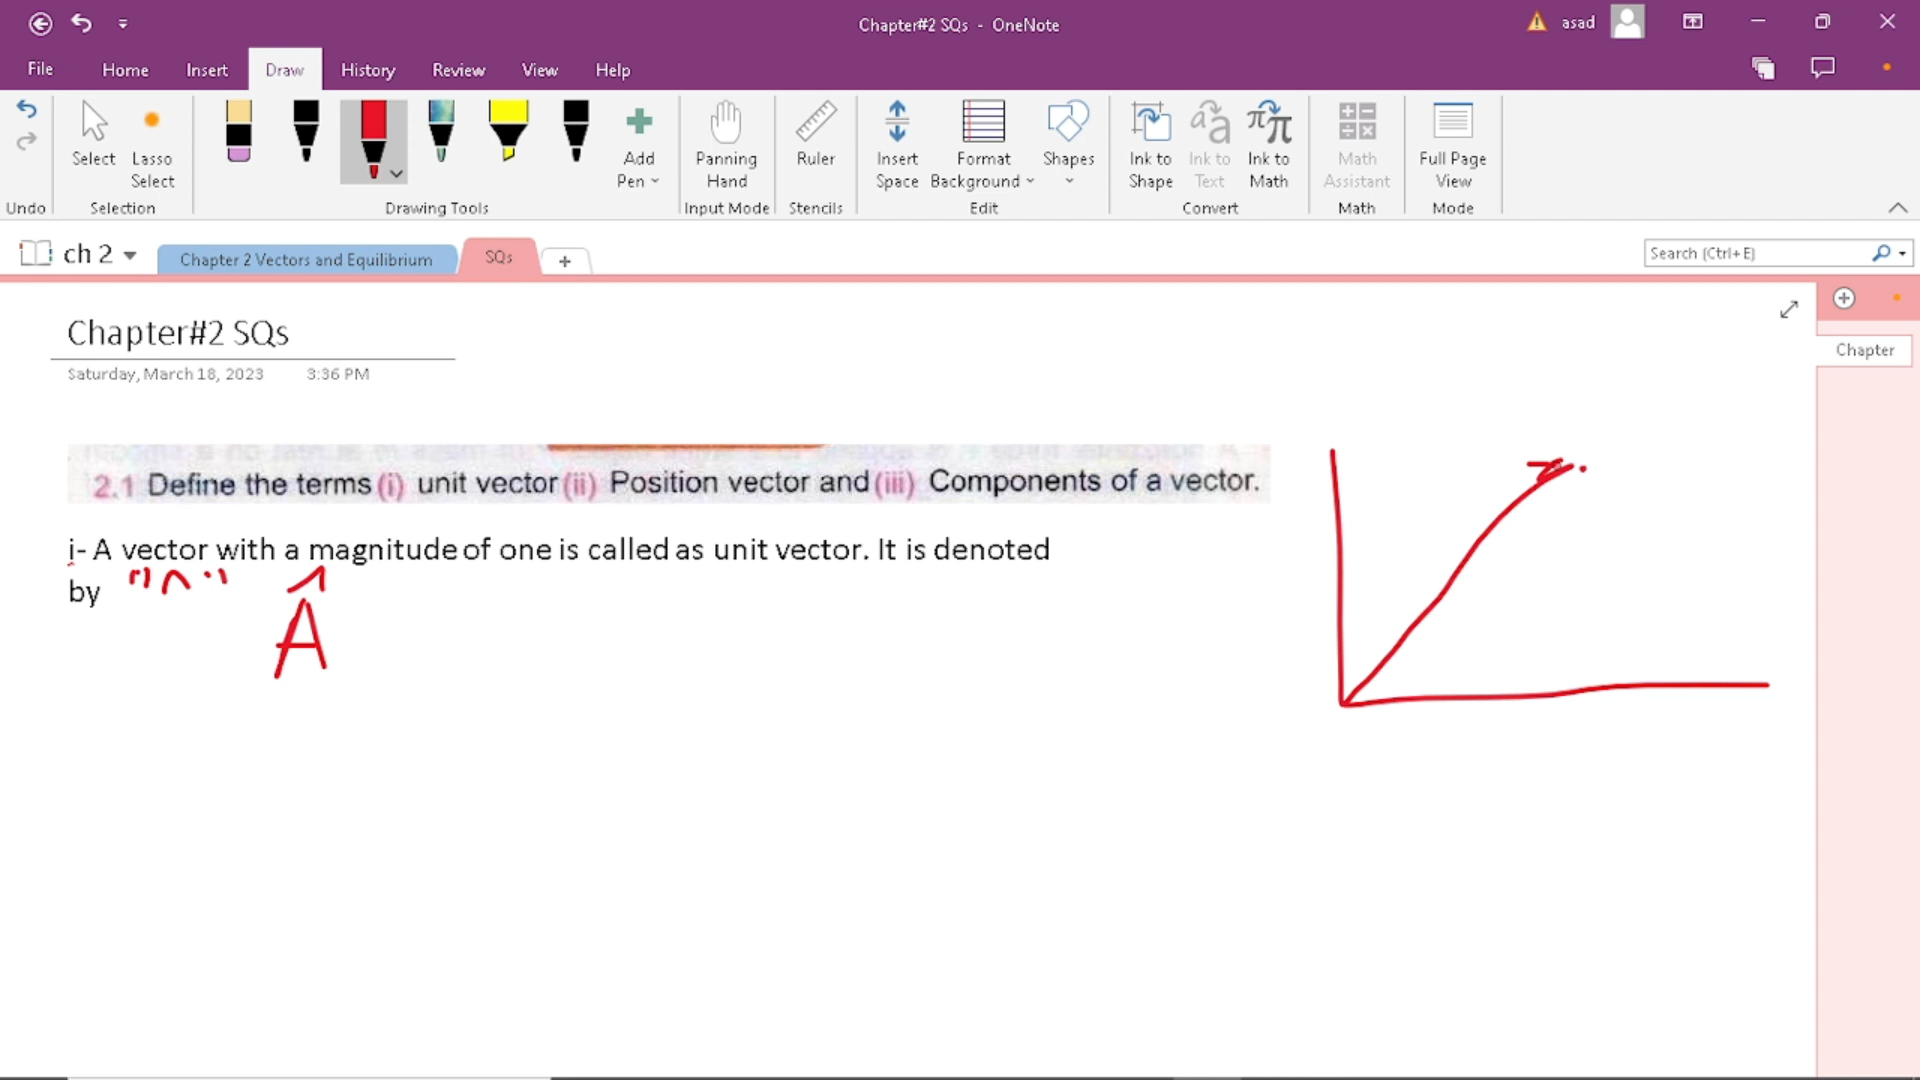 Chapter#2 SQs - OneNote
asad
File Home Insert Draw History Review View Help
Select
Lasso Select
Add Pen
Panning Hand
Ruler
Insert Space
Format Background
Shapes
Ink to Shape
Ink to Text
Ink to Math
Math Assistant
Full Page View
Undo Selection Drawing Tools Input Mode Stencils Edit Convert Math Mode
ch 2 Chapter 2 Vectors and Equilibrium SQs
Search (Ctrl+E)
Chapter
Chapter#2 SQs
Saturday, March 18, 2023 3:36 PM
2.1 Define the terms (i) unit vector (ii) Position vector and (iii) Components of a vector.
i- A vector with a magnitude of one is called as unit vector. It is denoted
by "^"
Â